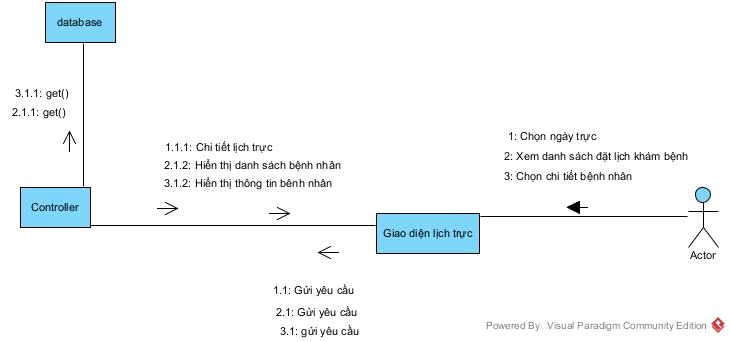 database
3.1.1: get()
2.1.1: get()
1.1.1: Chi tiết lịch trực
2.1.2: Hiển thị danh sách bệnh nhân
3.1.2: Hiển thị thông tin bênh nhân
1: Chọn ngày trực
2: Xem danh sách đặt lịch khám bệnh
3: Chọn chi tiết bệnh nhân
Controller
Giao diện lịch trực
Actor
1.1: Gửi yêu cầu
2.1: Gửi yêu cầu
3.1: gửi yêu cầu
Powered By: Visual Paradigm Community Edition